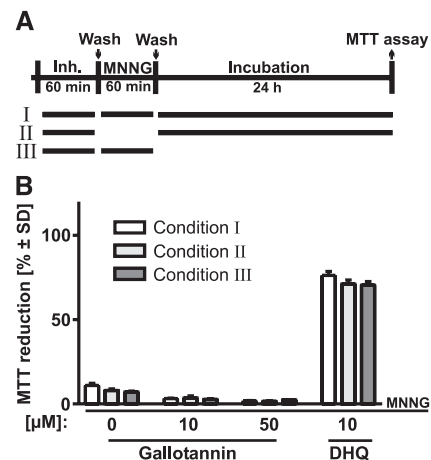 A
Wash Wash MTT assay
Inh. MNNG Incubation
60 min 60 min 24 h
I
II
III
B
MTT reduction [% ± SD]
100
50
0
Condition I
Condition II
Condition III
MNNG
[µM]: 0 10 50 10
Gallotannin DHQ